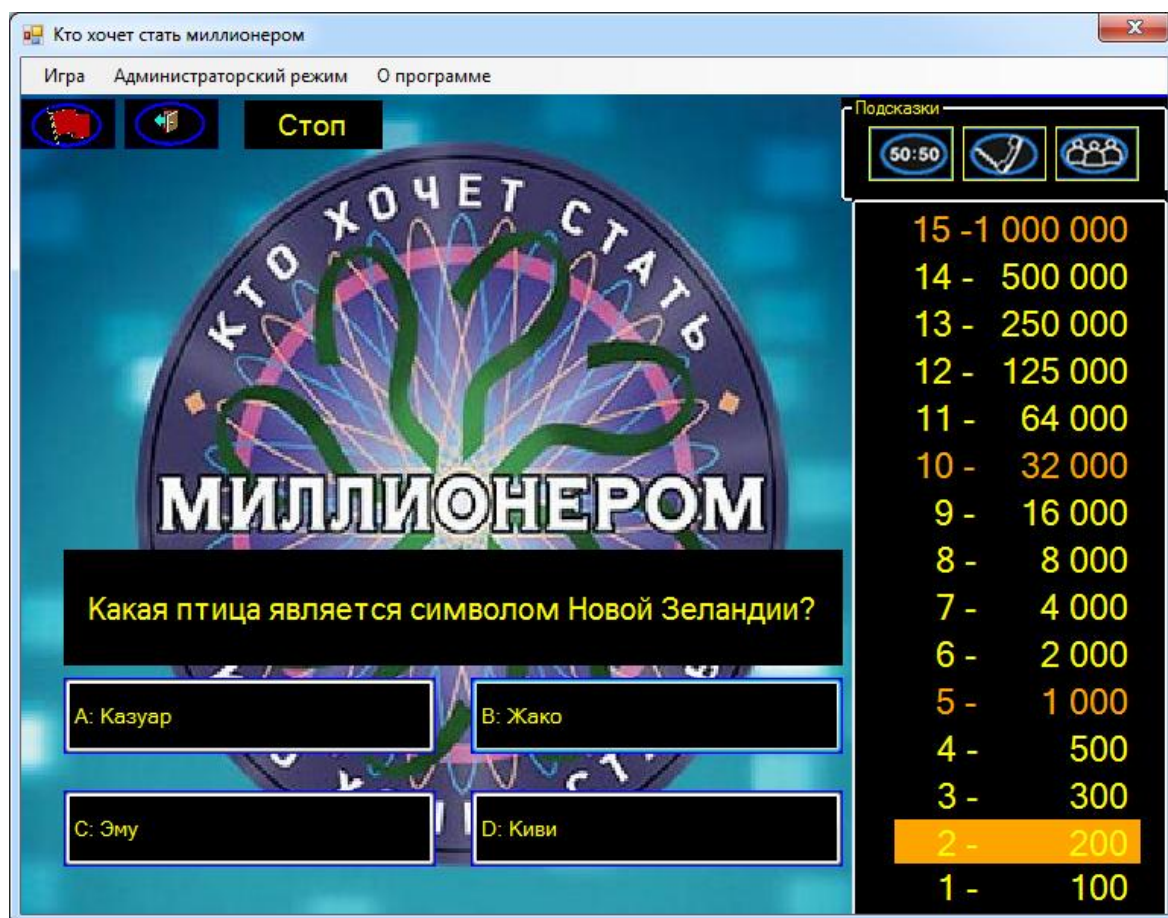 Кто хочет стать миллионером
Игра Администраторский режим О программе
Стоп
Подсказки
50:50
КТО ХОЧЕТ СТАТЬ
МИЛЛИОНЕРОМ
Какая птица является символом Новой Зеландии?
A: Казуар
B: Жако
C: Эму
D: Киви
15 -1 000 000
14 - 500 000
13 - 250 000
12 - 125 000
11 - 64 000
10 - 32 000
9 - 16 000
8 - 8 000
7 - 4 000
6 - 2 000
5 - 1 000
4 - 500
3 - 300
2 - 200
1 - 100